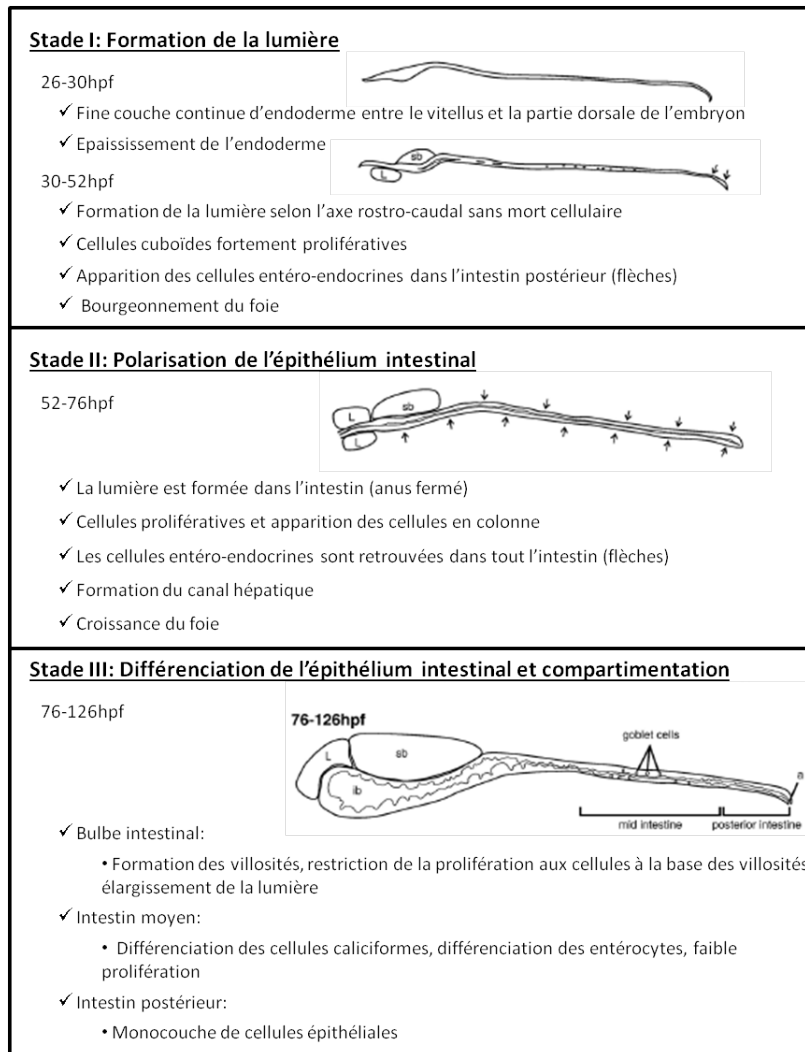 Stade I: Formation de la lumière
26-30hpf
✓ Fine couche continue d'endoderme entre le vitellus et la partie dorsale de l'embryon
✓ Epaississement de l'endoderme
sb
L
30-52hpf
✓ Formation de la lumière selon l'axe rostro-caudal sans mort cellulaire
✓ Cellules cuboïdes fortement prolifératives
✓ Apparition des cellules entéro-endocrines dans l'intestin postérieur (flèches)
✓ Bourgeonnement du foie
Stade II: Polarisation de l'épithélium intestinal
52-76hpf
L
sb
L
✓ La lumière est formée dans l'intestin (anus fermé)
✓ Cellules prolifératives et apparition des cellules en colonne
✓ Les cellules entéro-endocrines sont retrouvées dans tout l'intestin (flèches)
✓ Formation du canal hépatique
✓ Croissance du foie
Stade III: Différenciation de l'épithélium intestinal et compartimentation
76-126hpf
76-126hpf
goblet cells
L
sb
ib
a
mid intestine
posterior intestine
✓ Bulbe intestinal:
• Formation des villosités, restriction de la prolifération aux cellules à la base des villosités
élargissement de la lumière
✓ Intestin moyen:
• Différenciation des cellules caliciformes, différenciation des entérocytes, faible
prolifération
✓ Intestin postérieur:
• Monocouche de cellules épithéliales